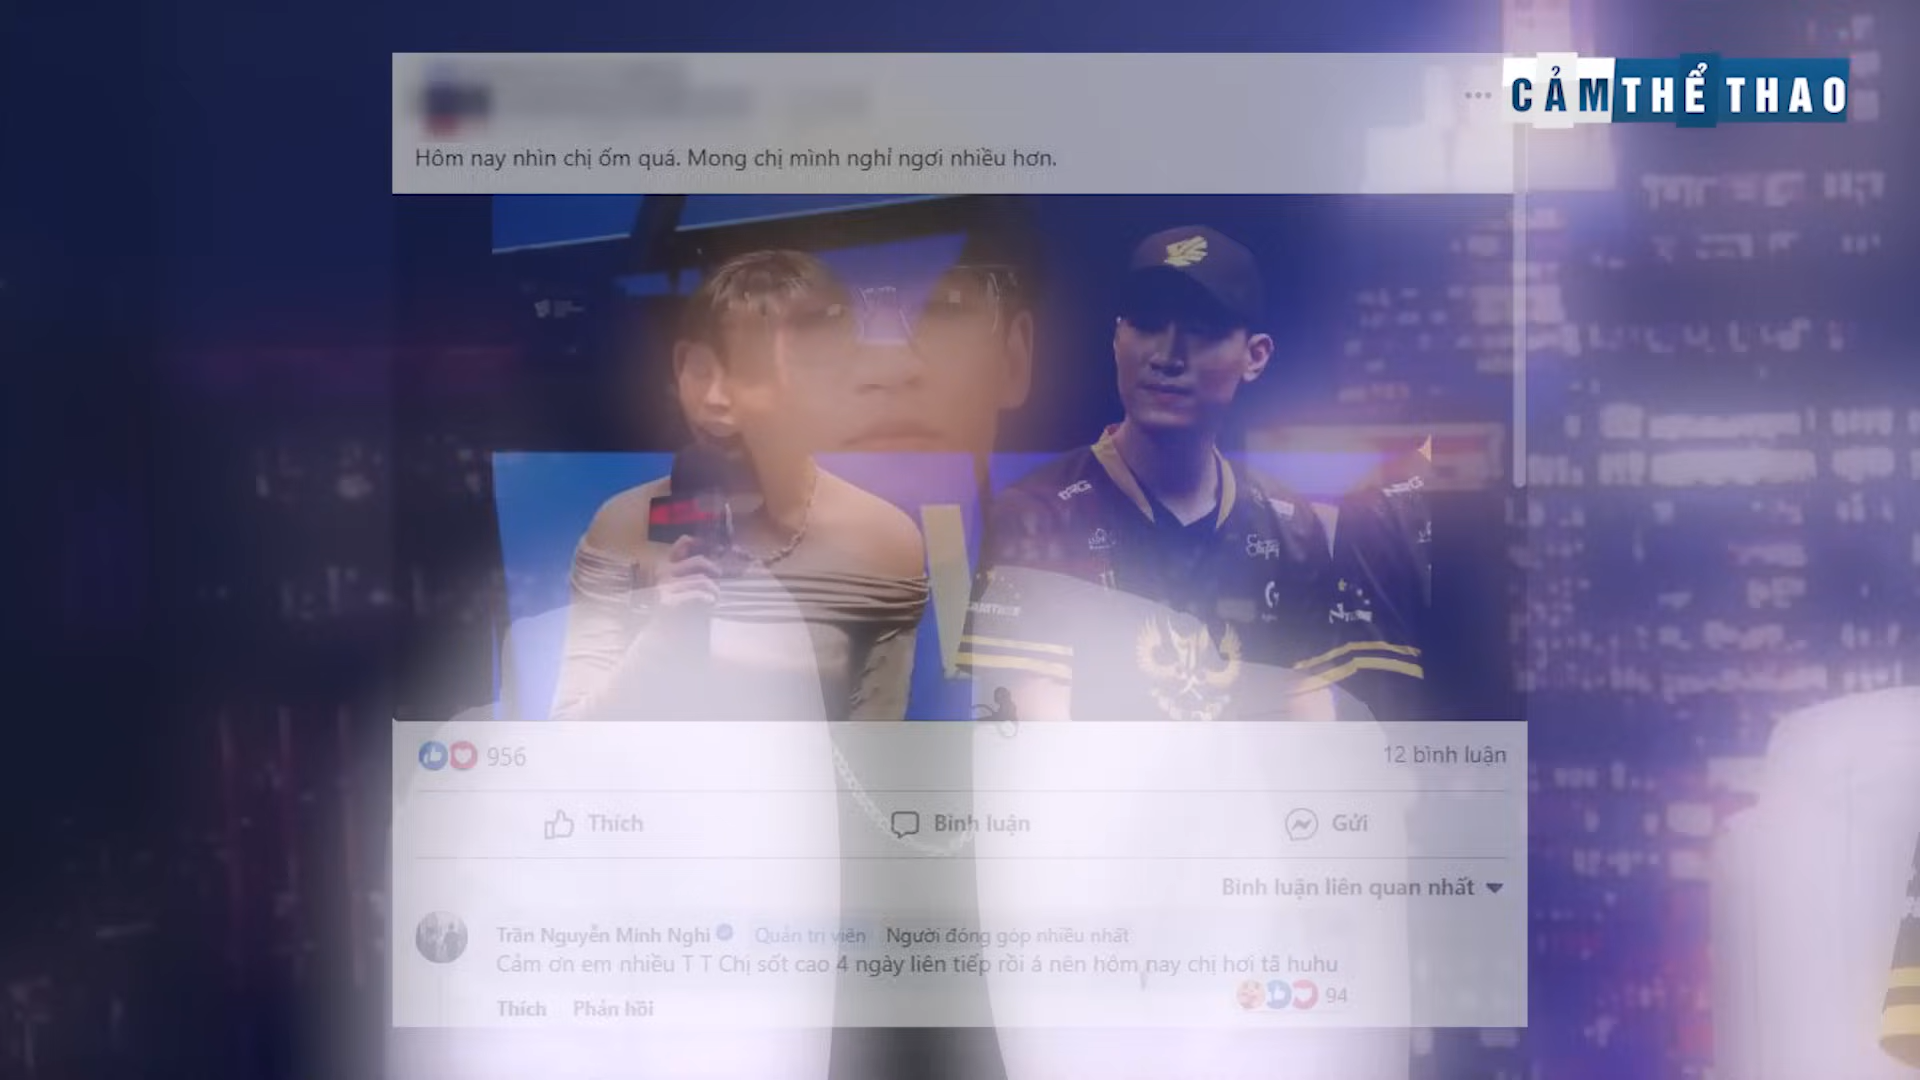 CẢM THỂ THAO
Hôm nay nhìn chị ốm quá. Mong chị mình nghỉ ngơi nhiều hơn.
956
12 bình luận
Thích
Bình luận
Gửi
Bình luận liên quan nhất
Trần Nguyễn Minh Nghi Quản trị viên Người đóng góp nhiều nhất
Cảm ơn em nhiều T T Chị sốt cao 4 ngày liên tiếp rồi á nên hôm nay chị hơi tã huhu
Thích Phản hồi
94